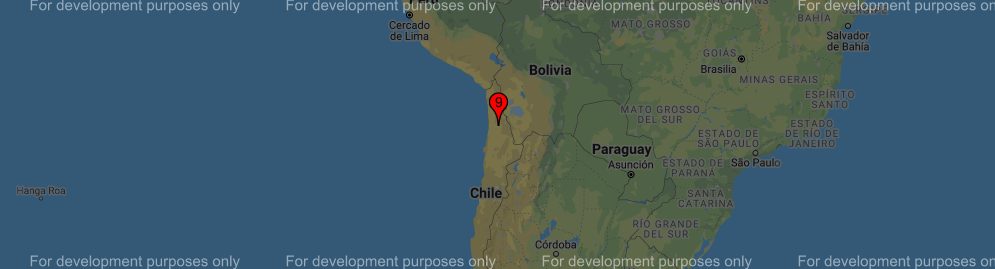 For development purposes only
For development purposes only
For development purposes only
For development purposes on
Cercado
de Lima
MATO GROSSO
BAHIA
Salvador
de Bahía
GOIÁS
Brasilia
Bolivia
MINAS GERAIS
ESPÍRITO
SANTO
9
MATO GROSSO
DEL SUR
ESTADO
DE RÍO DE
JANEIRO
ESTADO DE
SÃO PAULO
Paraguay
Asunción
São Paulo
ESTADO DE
PARANÁ
Hanga Roa
Chile
SANTA
CATARINA
RÍO GRANDE
DEL SUR
Córdoba
For development purposes only
For development purposes only
For development purposes only
For development purposes on